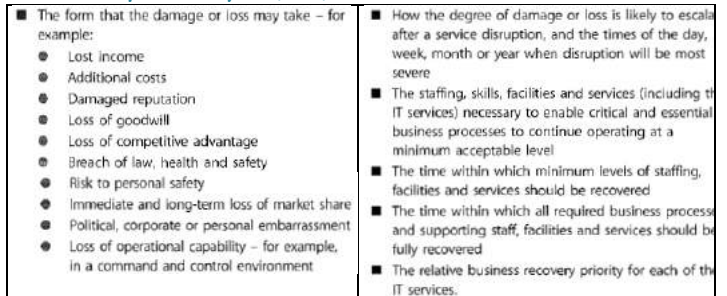 ■ The form that the damage or loss may take – for
example:
● Lost income
● Additional costs
● Damaged reputation
● Loss of goodwill
● Loss of competitive advantage
● Breach of law, health and safety
● Risk to personal safety
● Immediate and long-term loss of market share
● Political, corporate or personal embarrassment
● Loss of operational capability – for example,
in a command and control environment
■ How the degree of damage or loss is likely to escala
after a service disruption, and the times of the day,
week, month or year when disruption will be most
severe
■ The staffing, skills, facilities and services (including th
IT services) necessary to enable critical and essential
business processes to continue operating at a
minimum acceptable level
■ The time within which minimum levels of staffing,
facilities and services should be recovered
■ The time within which all required business processe
and supporting staff, facilities and services should be
fully recovered
■ The relative business recovery priority for each of the
IT services.